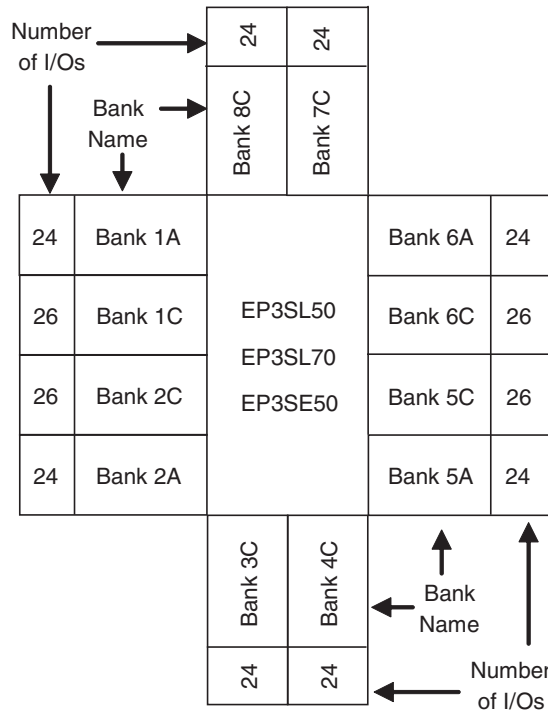 Number
of I/Os
24
24
Bank
Name
Bank 8C
Bank 7C
24
Bank 1A
Bank 6A
24
26
Bank 1C
EP3SL50
EP3SL70
EP3SE50
Bank 6C
26
26
Bank 2C
Bank 5C
26
24
Bank 2A
Bank 5A
24
Bank 3C
Bank 4C
Bank
Name
24
24
Number
of I/Os